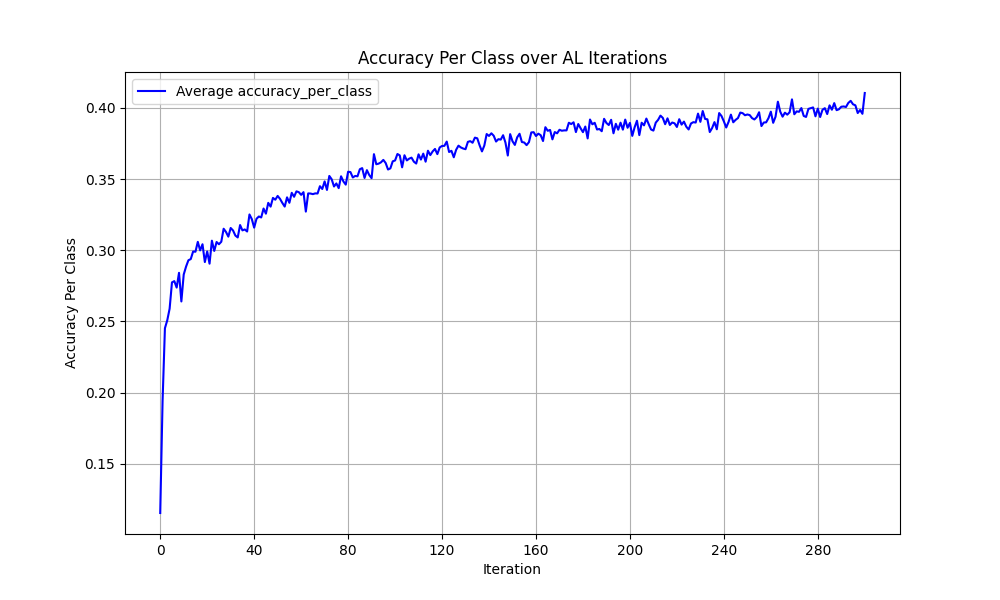 Accuracy Per Class over AL Iterations
Average accuracy_per_class
Accuracy Per Class
0.40
0.35
0.30
0.25
0.20
0.15
0 40 80 120 160 200 240 280
Iteration